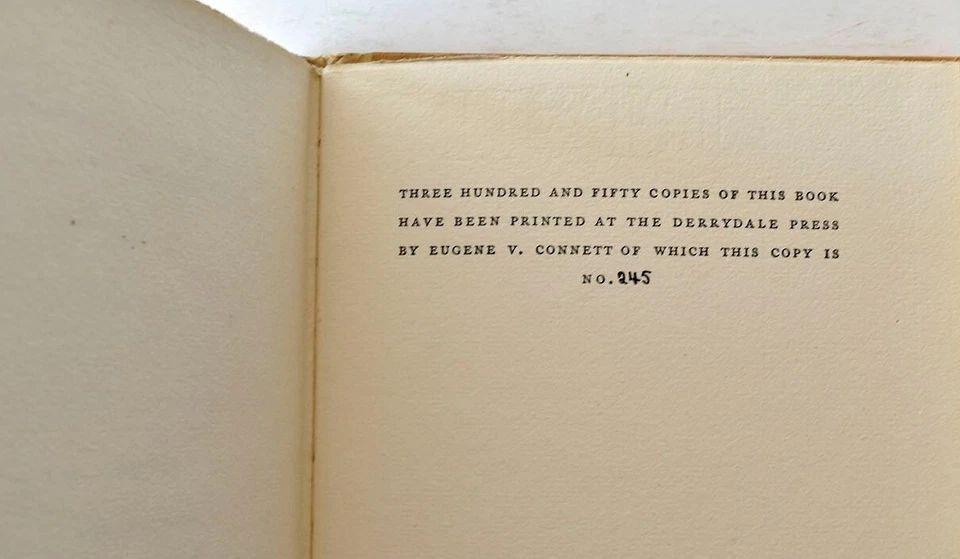 THREE HUNDRED AND FIFTY COPIES OF THIS BOOK
HAVE BEEN PRINTED AT THE DERRYDALE PRESS
BY EUGENE V. CONNETT OF WHICH THIS COPY IS
NO. 245